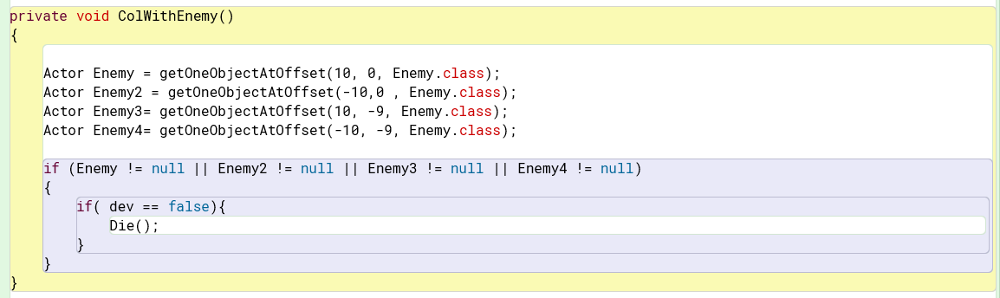 private void ColWithEnemy()
{
Actor Enemy = getOneObjectAtOffset(10, 0, Enemy.class);
Actor Enemy2 = getOneObjectAtOffset(-10,0 , Enemy.class);
Actor Enemy3= getOneObjectAtOffset(10, -9, Enemy.class);
Actor Enemy4= getOneObjectAtOffset(-10, -9, Enemy.class);
if (Enemy != null || Enemy2 != null || Enemy3 != null || Enemy4 != null)
{
if( dev == false){
Die();
}
}
}